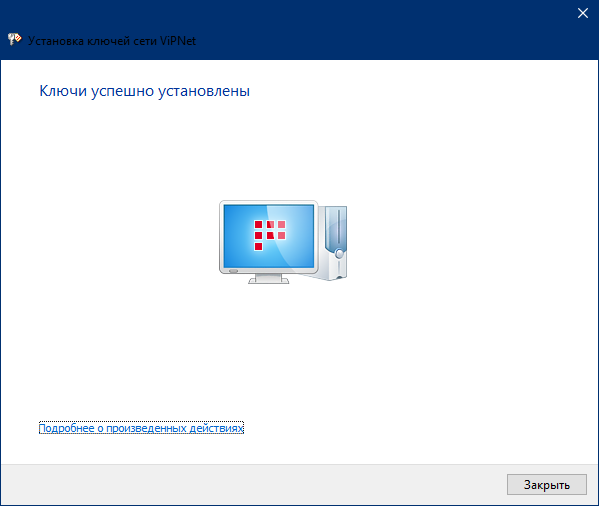 Установка ключей сети ViPNet
Ключи успешно установлены
Подробнее о произведенных действиях
Закрыть